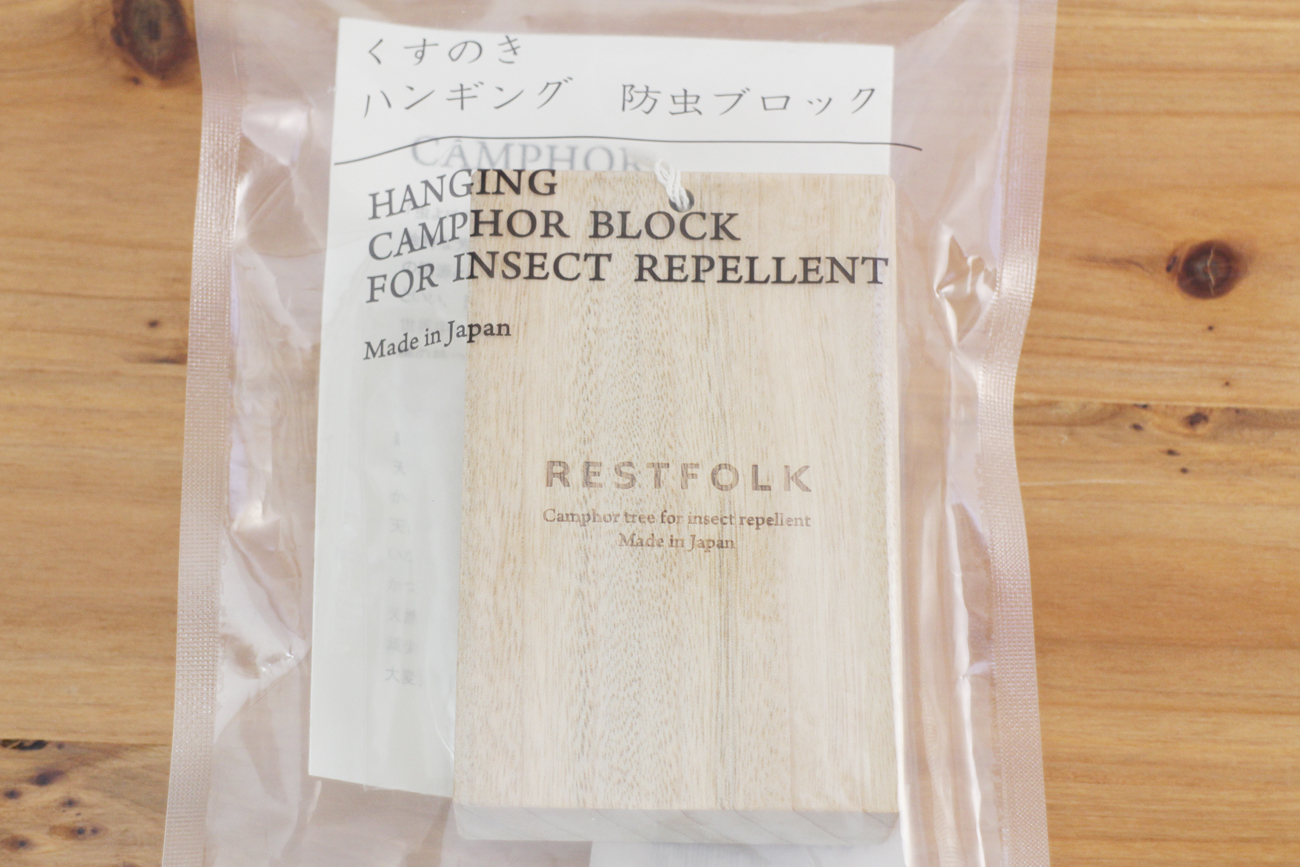 くすのき
ハンギング 防虫ブロック
CAMPHOR
HANGING
CAMPHOR BLOCK
FOR INSECT REPELLENT
Made in Japan
RESTFOLK
Camphor tree for insect repellent
Made in Japan